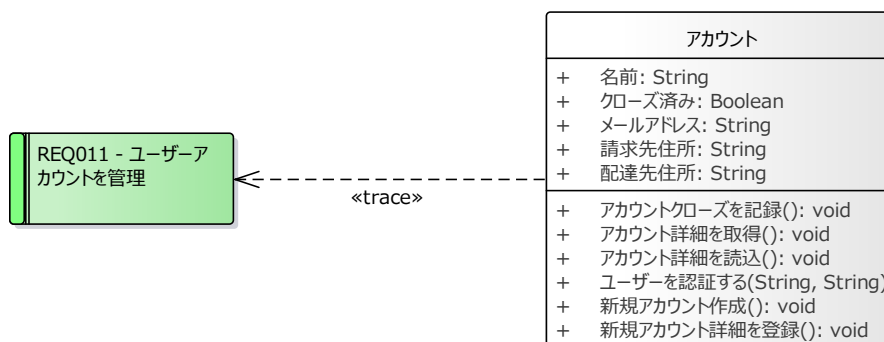 アカウント
+ 名前: String
+ クローズ済み: Boolean
+ メールアドレス: String
+ 請求先住所: String
+ 配達先住所: String
REQ011 - ユーザーア
カウントを管理
«trace»
+ アカウントクローズを記録(): void
+ アカウント詳細を取得(): void
+ アカウント詳細を読込(): void
+ ユーザーを認証する(String, String)
+ 新規アカウント作成(): void
+ 新規アカウント詳細を登録(): void